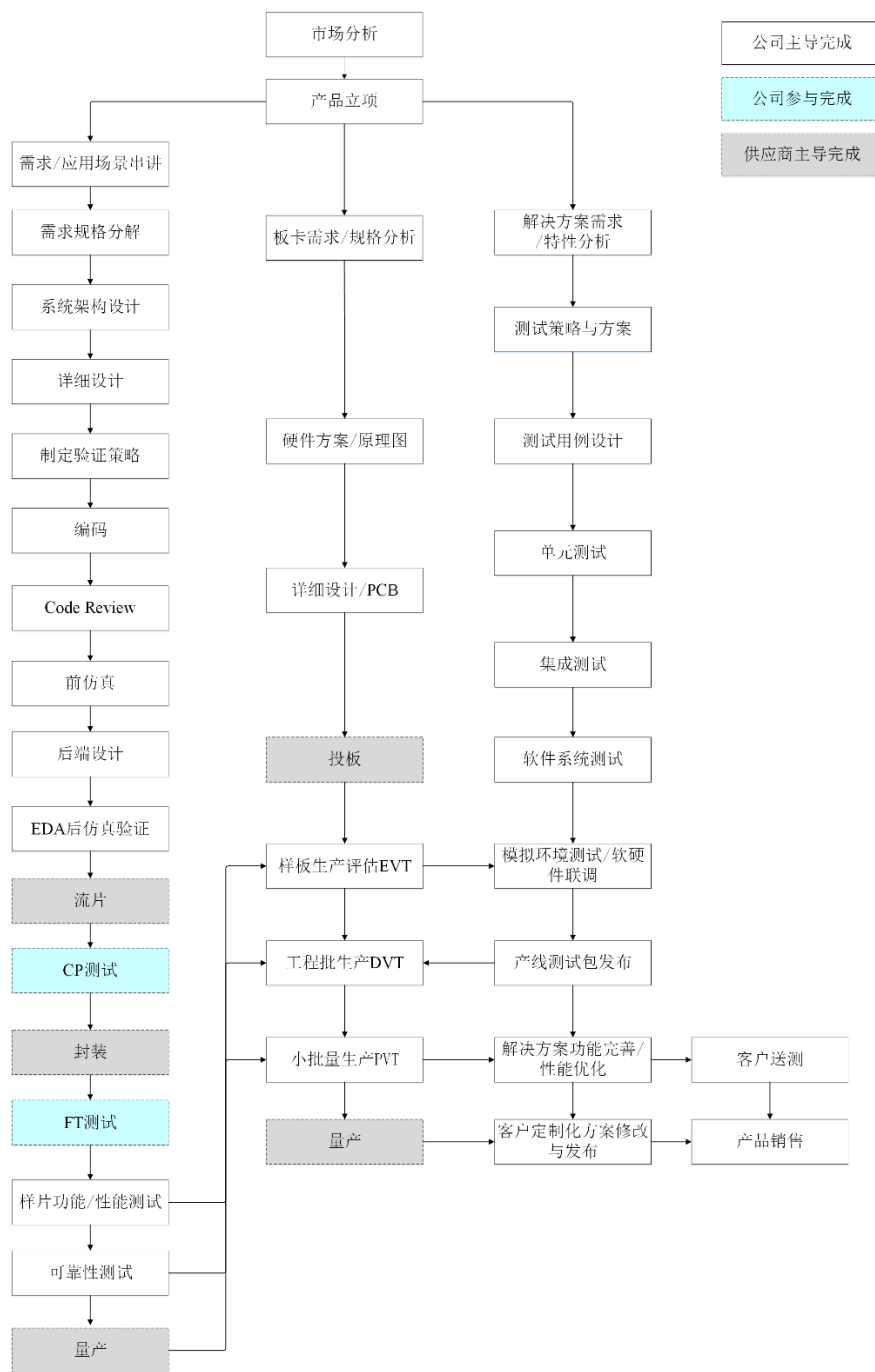 市场分析
产品立项
公司主导完成
公司参与完成
供应商主导完成
需求/应用场景串讲
需求规格分解
系统架构设计
详细设计
制定验证策略
编码
Code Review
前仿真
后端设计
EDA后仿真验证
流片
CP测试
封装
FT测试
样片功能/性能测试
可靠性测试
量产
板卡需求/规格分析
硬件方案/原理图
详细设计/PCB
投板
样板生产评估EVT
工程批生产DVT
小批量生产PVT
量产
解决方案需求
/特性分析
测试策略与方案
测试用例设计
单元测试
集成测试
软件系统测试
模拟环境测试/软硬
件联调
产线测试包发布
解决方案功能完善/
性能优化
客户定制化方案修改
与发布
客户送测
产品销售